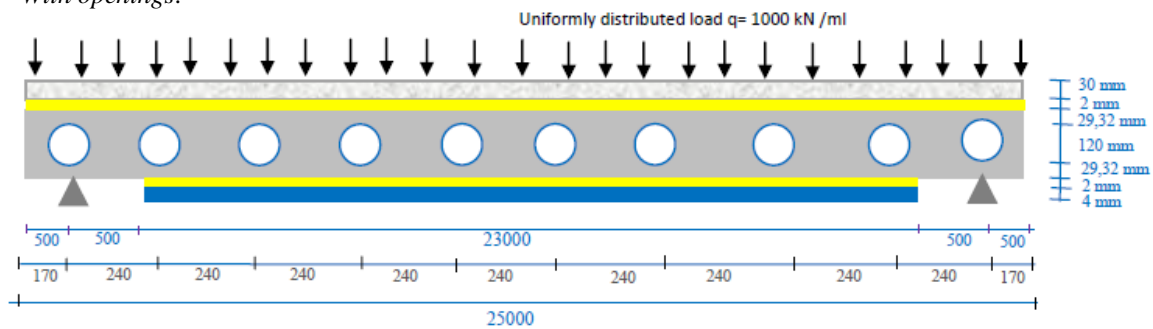 With openings:
Uniformly distributed load q= 1000 kN /ml
30 mm
2 mm
29,32 mm
120 mm
29,32 mm
2 mm
4 mm
500 500 23000 500 500
170 240 240 240 240 240 240 240 240 240 170
25000